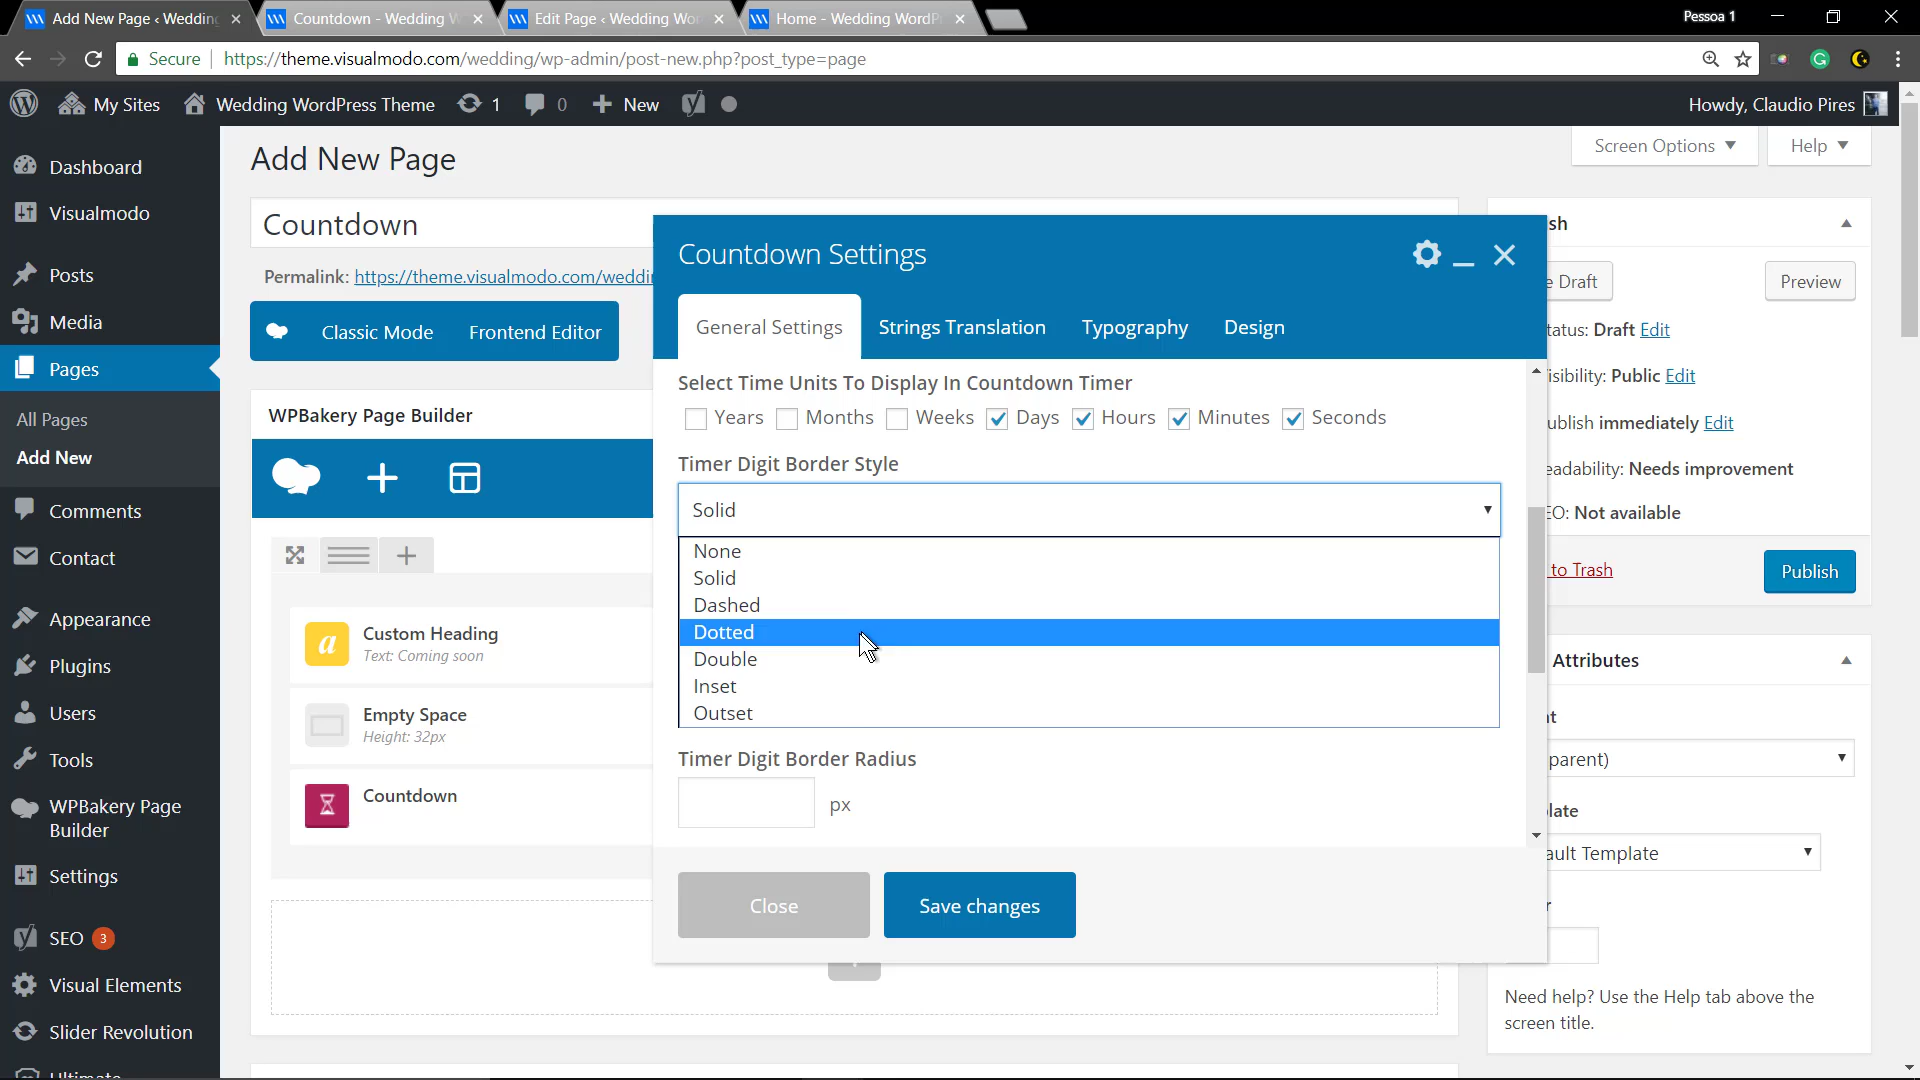 Add New Page ‹ Wedding
Countdown - Wedding W
Edit Page ‹ Wedding Wor
Home - Wedding WordP
Pessoa 1
Secure
https://theme.visualmodo.com/wedding/wp-admin/post-new.php?post_type=page
My Sites
Wedding WordPress Theme
1
0
New
Howdy, Claudio Pires
Dashboard
Visualmodo
Posts
Media
Pages
All Pages
Add New
Comments
Contact
Appearance
Plugins
Users
Tools
WPBakery Page
Builder
Settings
SEO 3
Visual Elements
Slider Revolution
Add New Page
Screen Options
Help
Countdown
Permalink: https://theme.visualmodo.com/weddin
Classic Mode
Frontend Editor
WPBakery Page Builder
a
Custom Heading
Text: Coming soon
Empty Space
Height: 32px
Countdown
Countdown Settings
General Settings
Strings Translation
Typography
Design
Select Time Units To Display In Countdown Timer
Years
Months
Weeks
Days
Hours
Minutes
Seconds
Timer Digit Border Style
Solid
None
Solid
Dashed
Dotted
Double
Inset
Outset
Timer Digit Border Radius
px
Close
Save changes
sh
e Draft
Preview
tatus: Draft Edit
isibility: Public Edit
ublish immediately Edit
eadability: Needs improvement
EO: Not available
to Trash
Publish
Attributes
nt
parent)
late
ault Template
r
Need help? Use the Help tab above the
screen title.